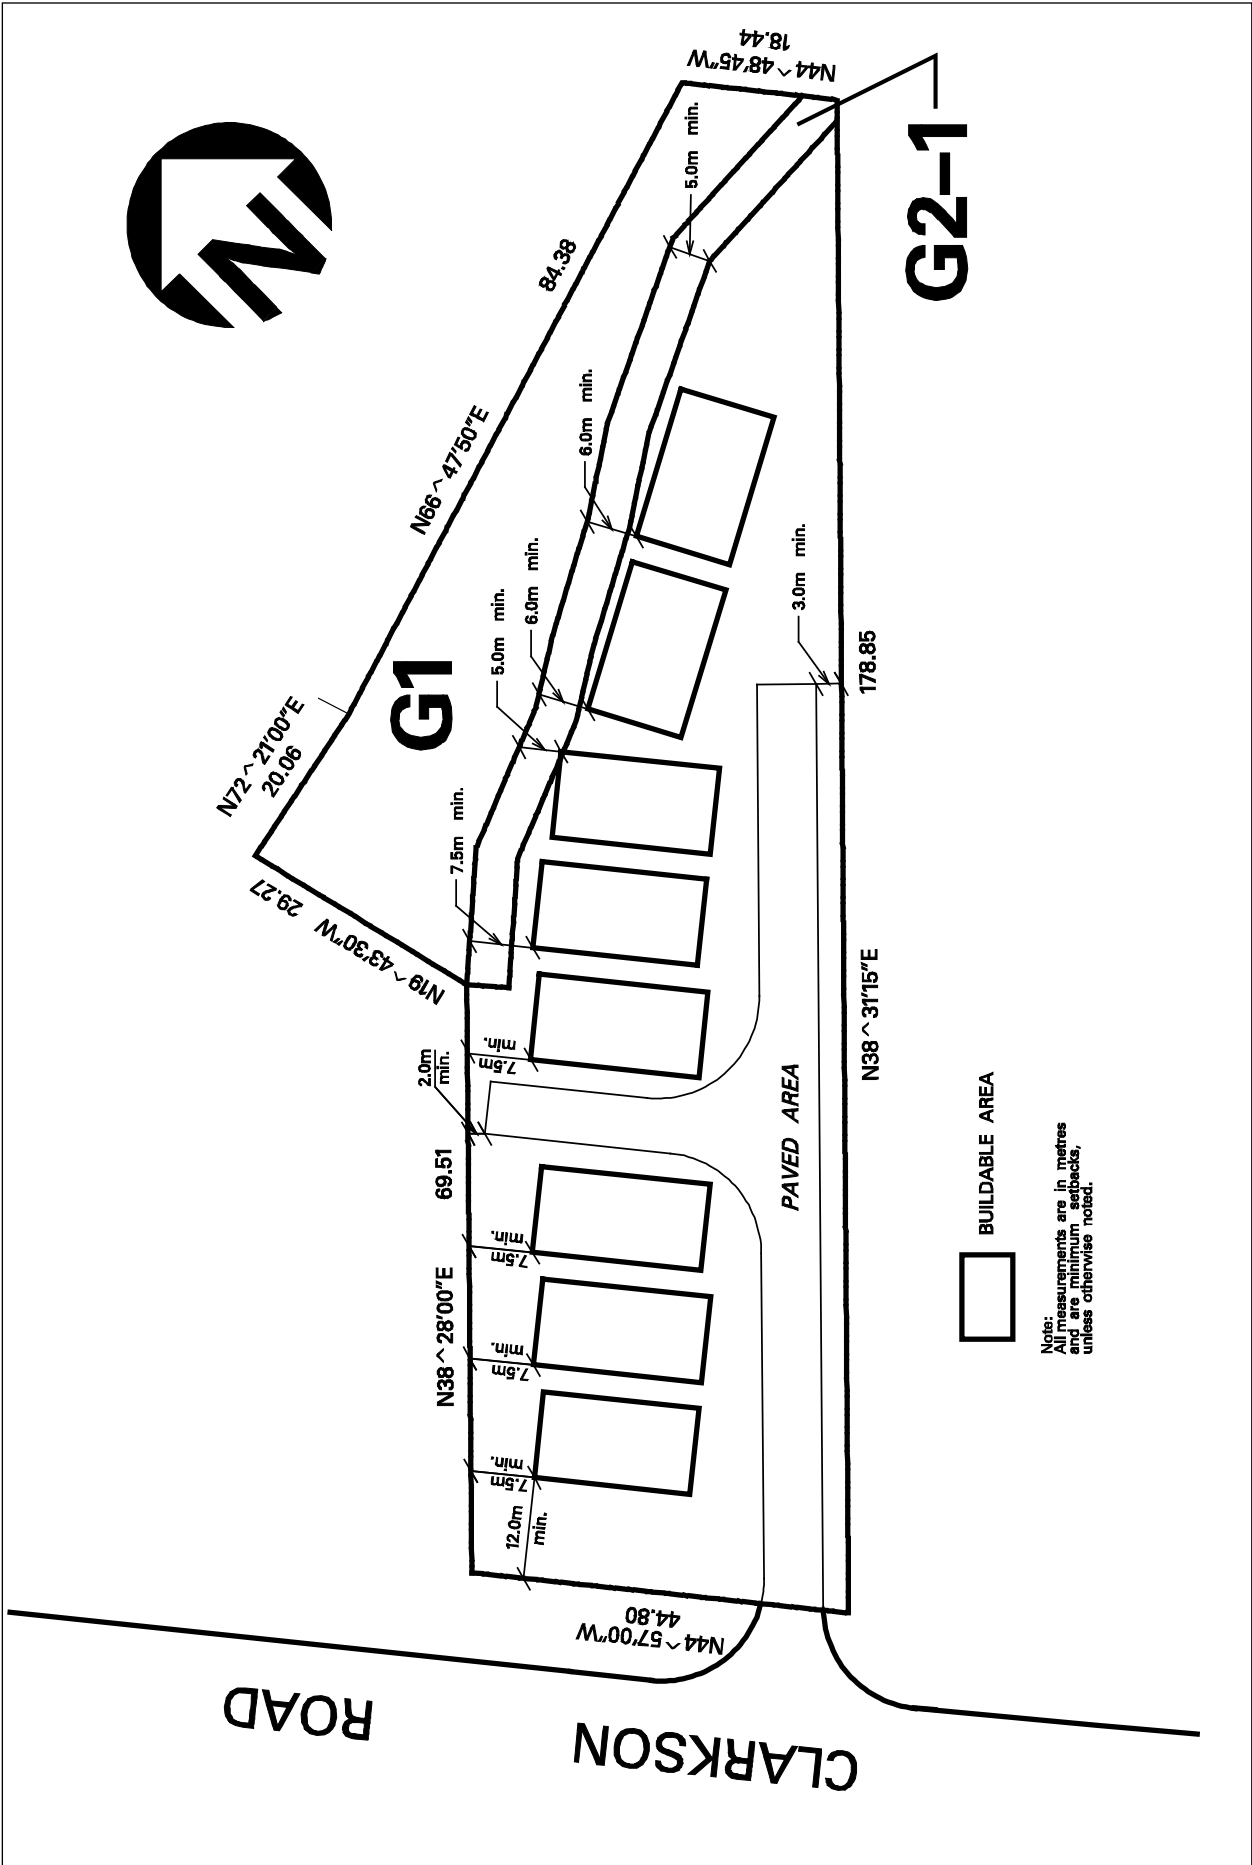 N44^48'45"W
18.44
N
84.38
5.0m min.
G2-1
N66^47'50"E
6.0m min.
6.0m min.
5.0m min.
3.0m min.
G1
178.85
N72^21'00"E
20.06
7.5m min.
29.27
N19^43'30"W
N38^31'15"E
7.5m
min.
2.0m
min.
PAVED AREA
69.51
BUILDABLE AREA
7.5m
min.
N38^28'00"E
7.5m
min.
Note:
All measurements are in metres
and are minimum setbacks,
unless otherwise noted.
7.5m
min.
12.0m
min.
N44^57'00"W
44.80
CLARKSON
ROAD